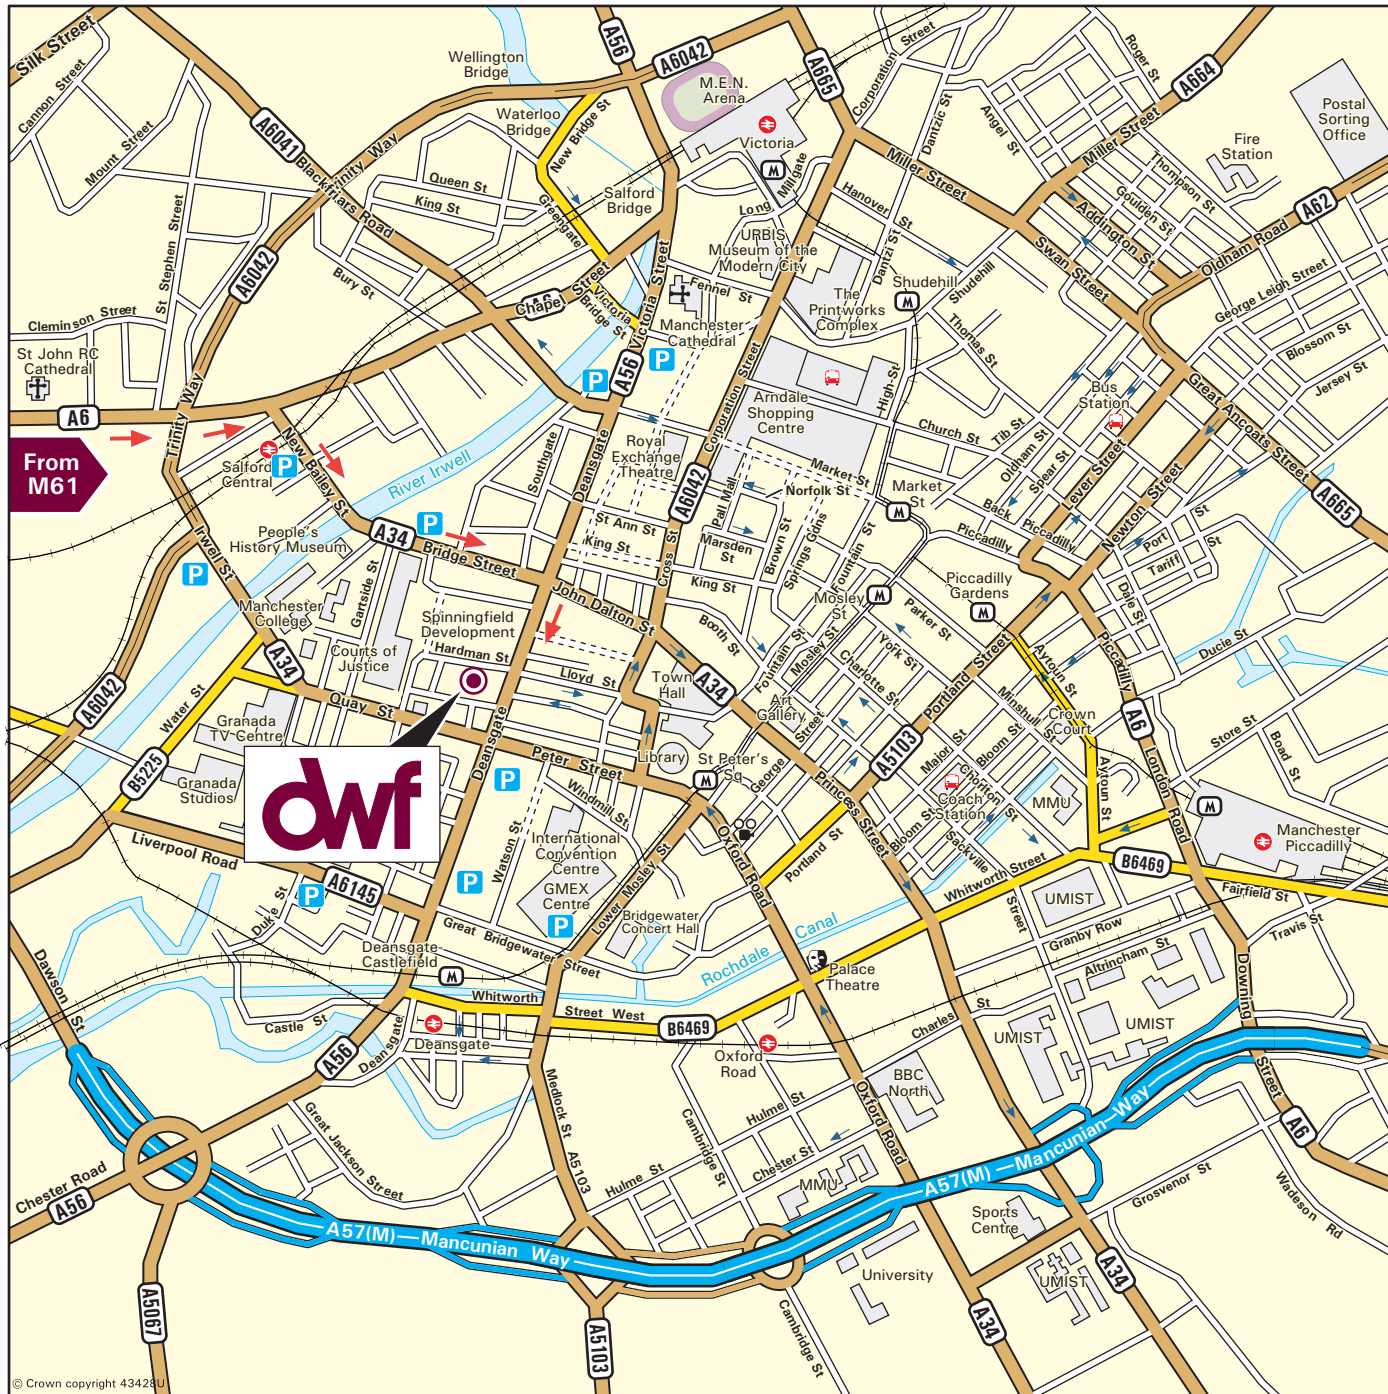 Silk Street
Cannon Street
Mount Street
A6041
Blackfriars Road
Trinity Way
Wellington
Bridge
A56
A6042
M.E.N.
Arena
A665
Corporation Street
Roger St
A664
Miller Street
Postal
Sorting
Office
Waterloo
Bridge
New Bridge St
Victoria
M
Millgate
Long
Dantzic St
Angel St
Miller Street
Fire
Station
Thompson St
Goulden St
Addington St
A62
Oldham Road
Queen St
King St
Greengate
Salford
Bridge
Hanover St
St Stephen Street
A6042
Bury St
URBIS
Museum of the
Modern City
Dantzi St
Swan Street
George Leigh Street
Blossom St
Jersey St
Chapel Street
Victoria
Bridge St
Victoria Street
Fennel St
Manchester
Cathedral
The
Printworks
Complex
Shudehill
M
Shudehill
Thomas St
Cleminson Street
St John RC
Cathedral
A6
Trinity Way
A56
P
P
Corporation Street
Arndale
Shopping
Centre
High St
Church St
Tib St
Oldham St
Spear St
Bus
Station
Lever Street
Great Ancoats Street
Newton Street
A665
From
M61
Salford
Central
P
New Bailey St
River Irwell
Southgate
Deansgate
Royal
Exchange
Theatre
A6042
Pall Mall
Market St
Norfolk St
Market
St
M
Back Piccadilly
Piccadilly
Port St
Tariff St
Dale St
People's
History Museum
A34
P
Bridge Street
St Ann St
King St
Cross St
Marsden
St
Brown St
Springs Gdns
Fountain St
King St
Irwell St
P
Manchester
College
Gartside St
Courts of
Justice
Spinningfield
Development
Hardman St
Lloyd St
John Dalton St
Booth St
Mosley
St
M
Parker St
Piccadilly
Gardens
M
Ducie St
A34
Quay St
Town
Hall
A34
Fountain St
Mosley St
York St
Charlotte St
Portland Street
Ayton St
Piccadilly
A6
A6042
Water St
B5225
Granada
TV Centre
Granada
Studios
dwf
Deansgate
Peter Street
P
Library
Art
Gallery
St Peter's
Sq
M
George Street
A5103
Minshull St
Crown
Court
Major St
Bloom St
Chorlton St
Coach
Station
Bloom St
Sackville
Street
MMU
Aytoun St
London Road
Store St
Boad St
M
Manchester
Piccadilly
Liverpool Road
A6145
P
Duke St
Watson St
Windmill St
International
Convention
Centre
GMEX
Centre
P
P
Lower Mosley St
Oxford Road
Princess Street
Portland St
Whitworth Street
B6469
Fairfield St
Travis St
UMIST
Granby Row
Altrincham St
Dawson St
Deansgate-
Castlefield
M
Great Bridgewater Street
Bridgewater
Concert Hall
Rochdale Canal
Palace
Theatre
Whitworth Street West
B6469
Castle St
Deansgate
Deansgate
A56
Oxford
Road
Charles St
UMIST
UMIST
Downing Street
BBC
North
Medlock St
A5103
Great Jackson Street
Hulme St
Cambridge St
Hulme St
Chester St
MMU
Oxford Road
A57(M)—Mancunian—Way
Grosvenor St
Wadeson Rd
A6
Chester Road
A56
A57(M)—Mancunian Way
Sports
Centre
University
UMIST
A34
A34
A5067
A5103
Cambridge St
© Crown copyright 43428U